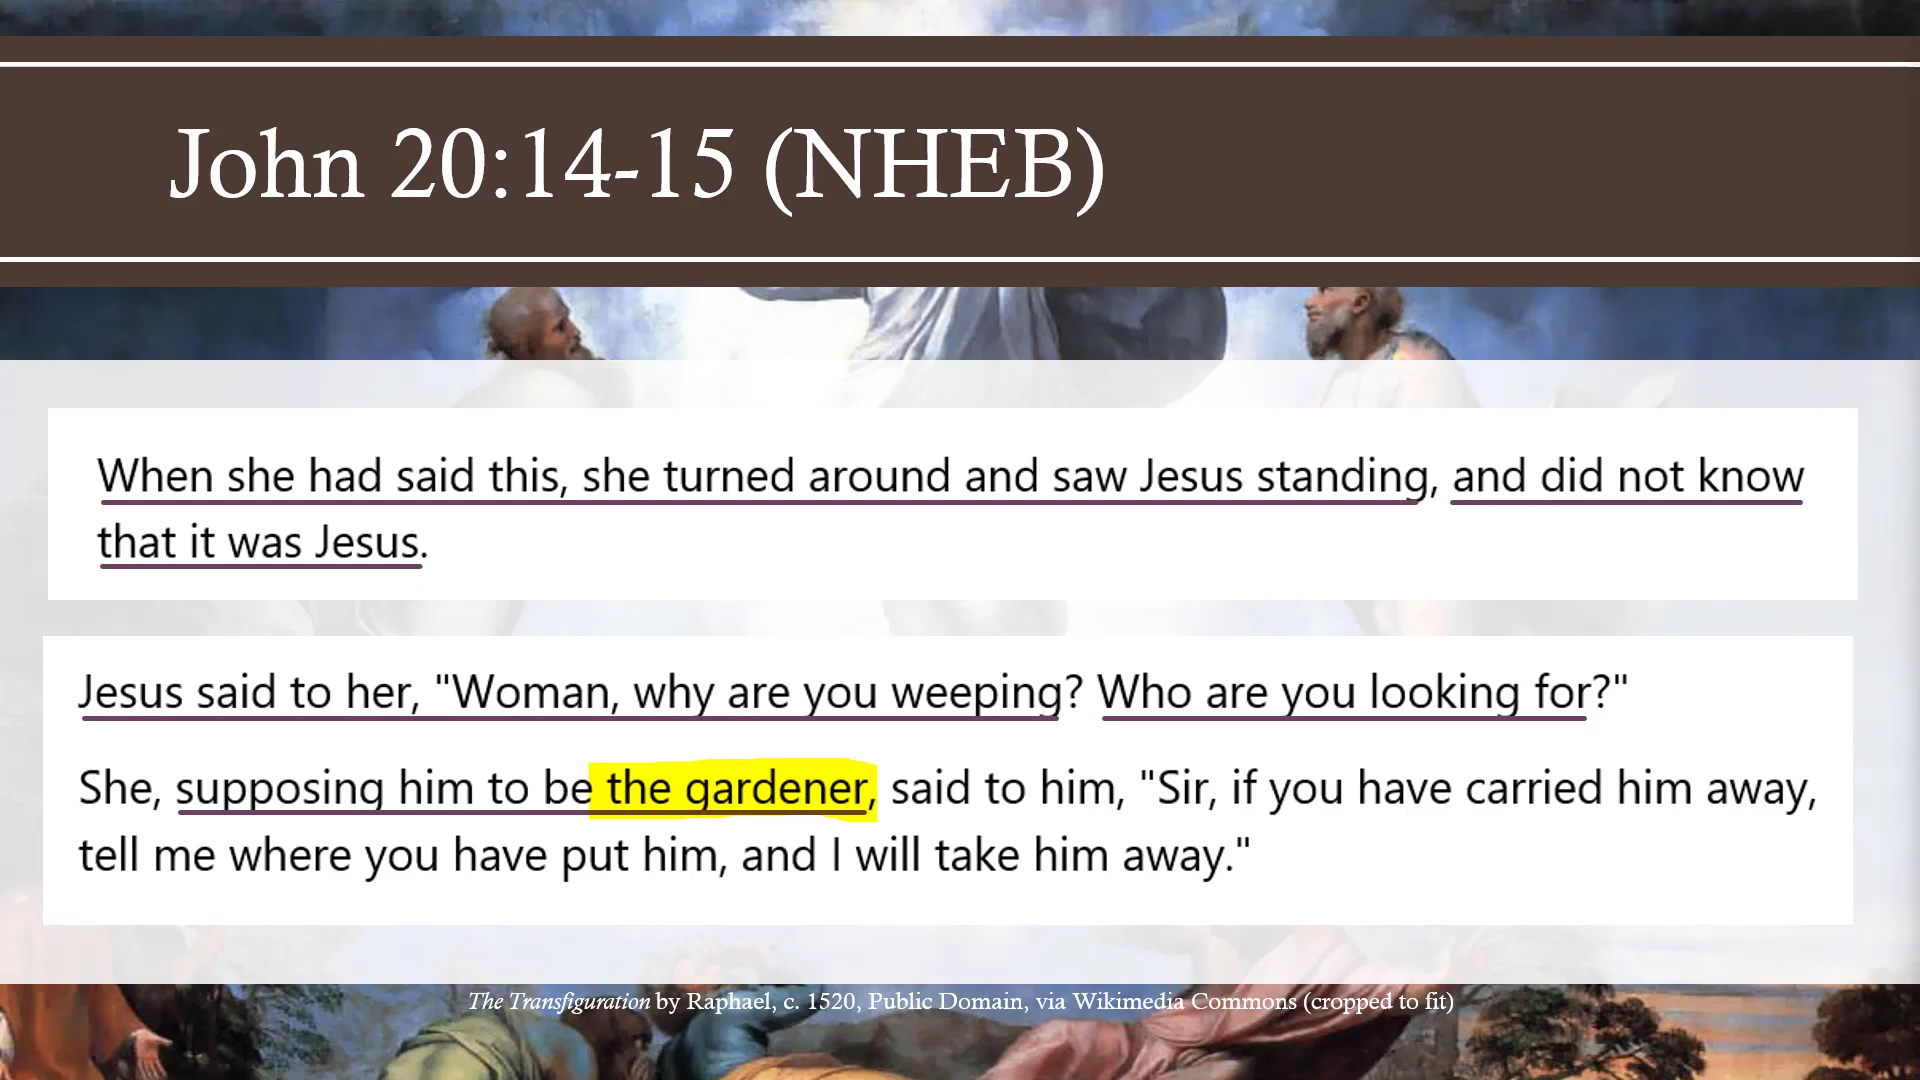 John 20:14-15 (NHEB)
When she had said this, she turned around and saw Jesus standing, and did not know
that it was Jesus.
Jesus said to her, "Woman, why are you weeping? Who are you looking for?"
She, supposing him to be the gardener, said to him, "Sir, if you have carried him away,
tell me where you have put him, and I will take him away."
The Transfiguration by Raphael, c. 1520, Public Domain, via Wikimedia Commons (cropped to fit)